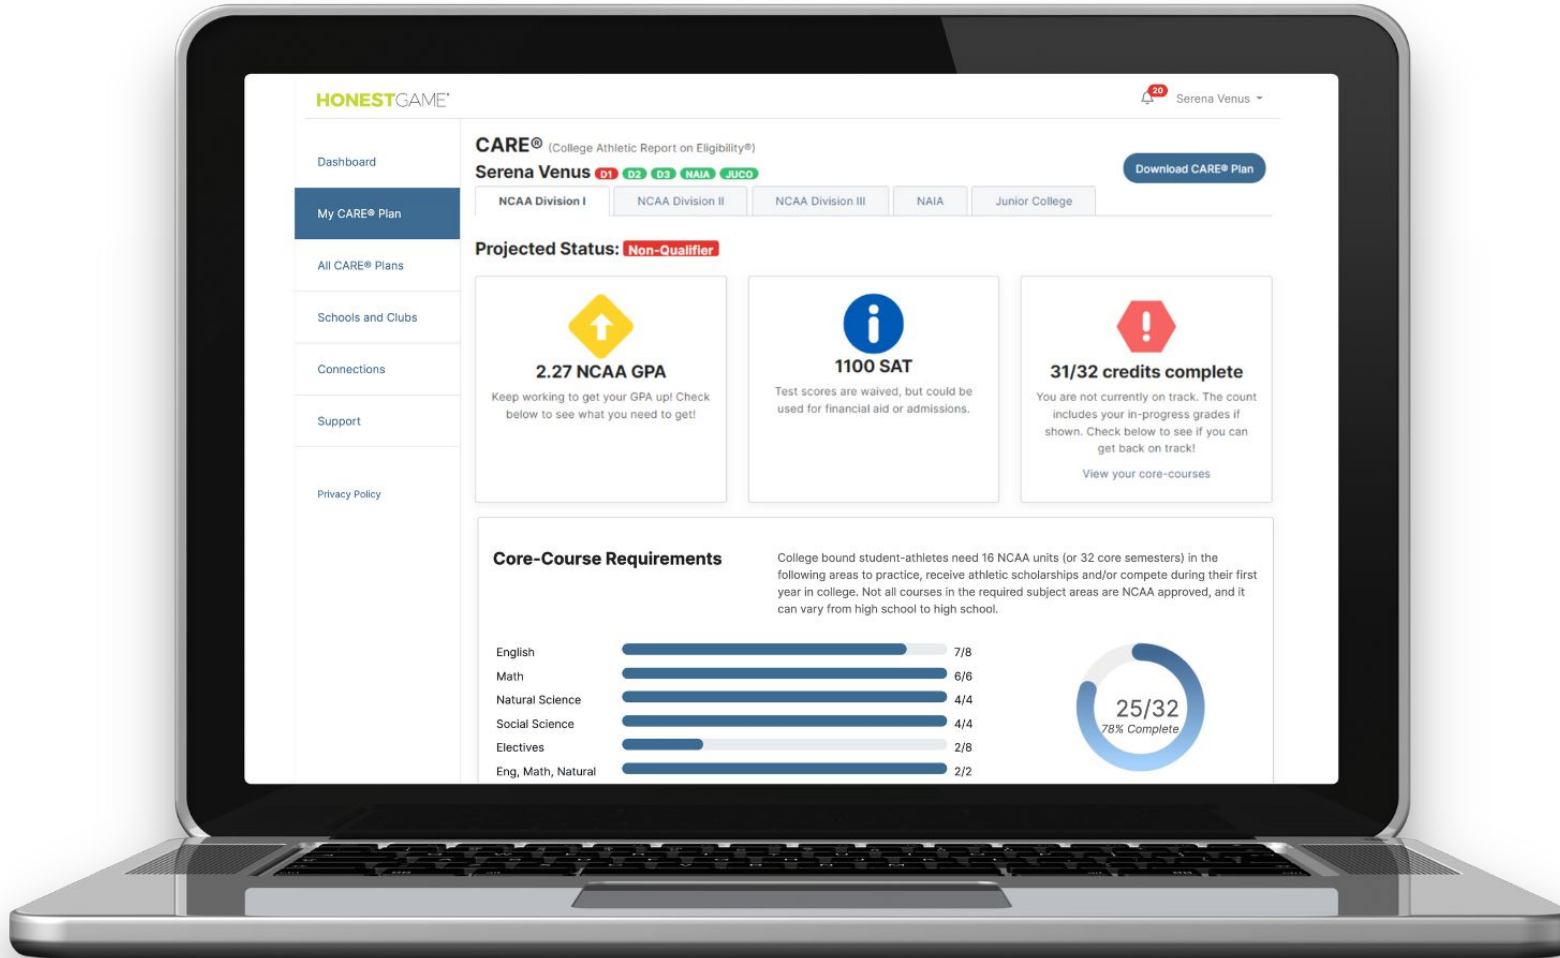 HONESTGAME
20
Serena Venus
Dashboard
My CARE® Plan
All CARE® Plans
Schools and Clubs
Connections
Support
Privacy Policy
CARE® (College Athletic Report on Eligibility®)
Serena Venus D1 D2 D3 NAIA JUCO
Download CARE® Plan
NCAA Division I
NCAA Division II
NCAA Division III
NAIA
Junior College
Projected Status: Non-Qualifier
2.27 NCAA GPA
Keep working to get your GPA up! Check
below to see what you need to get!
1100 SAT
Test scores are waived, but could be
used for financial aid or admissions.
31/32 credits complete
You are not currently on track. The count
includes your in-progress grades if
shown. Check below to see if you can
get back on track!
View your core-courses
Core-Course Requirements
College bound student-athletes need 16 NCAA units (or 32 core semesters) in the
following areas to practice, receive athletic scholarships and/or compete during their first
year in college. Not all courses in the required subject areas are NCAA approved, and it
can vary from high school to high school.
English 7/8
Math 6/6
Natural Science 4/4
Social Science 4/4
Electives 2/8
Eng, Math, Natural 2/2
25/32
78% Complete